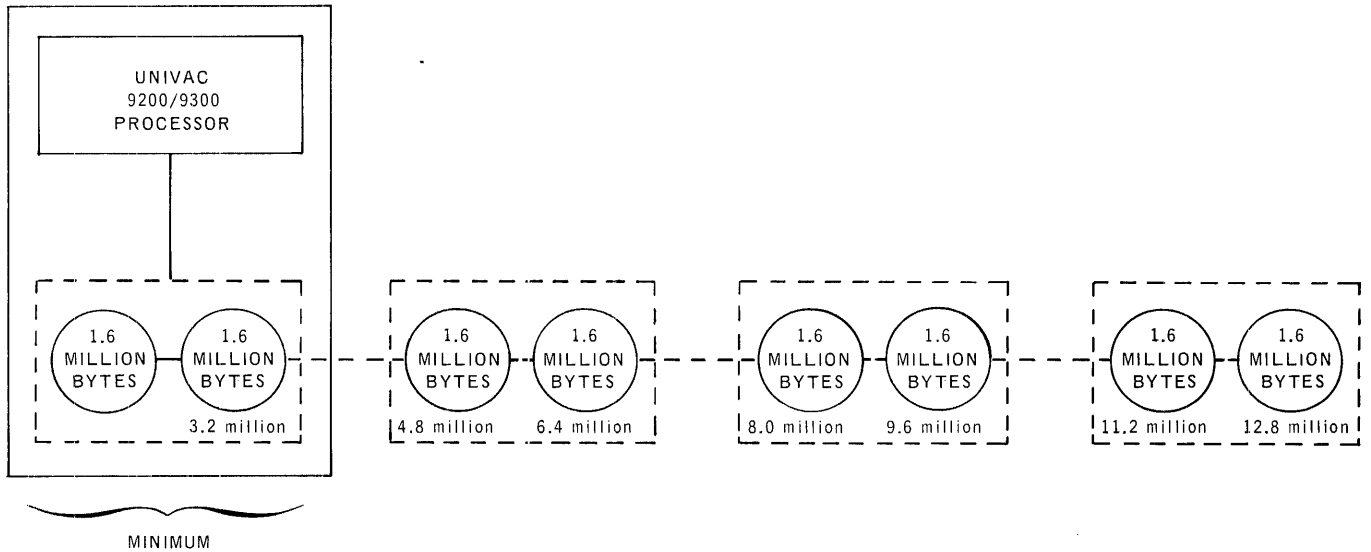 UNIVAC
9200/9300
PROCESSOR
1.6
MILLION
BYTES
1.6
MILLION
BYTES
3.2 million
1.6
MILLION
BYTES
4.8 million
1.6
MILLION
BYTES
6.4 million
1.6
MILLION
BYTES
8.0 million
1.6
MILLION
BYTES
9.6 million
1.6
MILLION
BYTES
11.2 million
1.6
MILLION
BYTES
12.8 million
MINIMUM